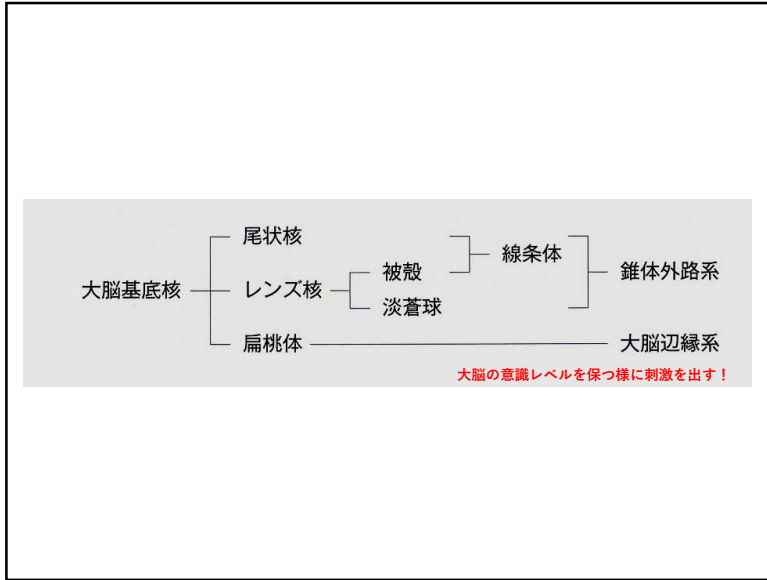 尾状核
線条体
大脳基底核
レンズ核
被殻
淡蒼球
錐体外路系
扁桃体
大脳辺縁系
大脳の意識レベルを保つ様に刺激を出す！